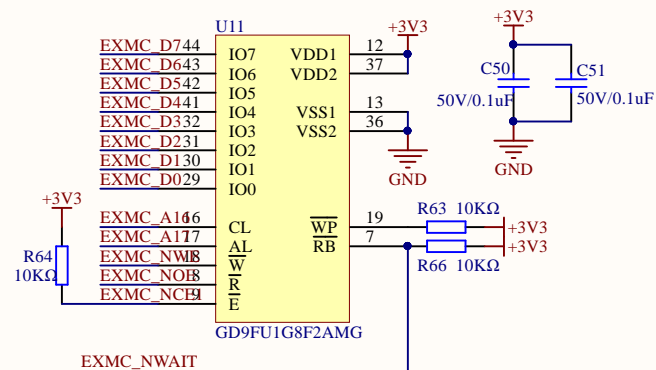 U11
+3V3
+3V3
EXMC_D7 44 IO7 VDD1 12
EXMC_D6 43 IO6 VDD2 37
C50
C51
EXMC_D5 42 IO5
50V/0.1uF
50V/0.1uF
EXMC_D4 41 IO4 VSS1 13
EXMC_D3 32 IO3 VSS2 36
EXMC_D2 31 IO2
EXMC_D1 30 IO1
GND
GND
EXMC_D0 29 IO0
+3V3
EXMC_A16 16 CL WP 19 R63 10KΩ +3V3
EXMC_A17 17 AL RB 7 +3V3
R64
10KΩ
R66 10KΩ
EXMC_NWE 18 W
EXMC_NOE 8 R
EXMC_NCE1 9 E
GD9FU1G8F2AMG
EXMC_NWAIT